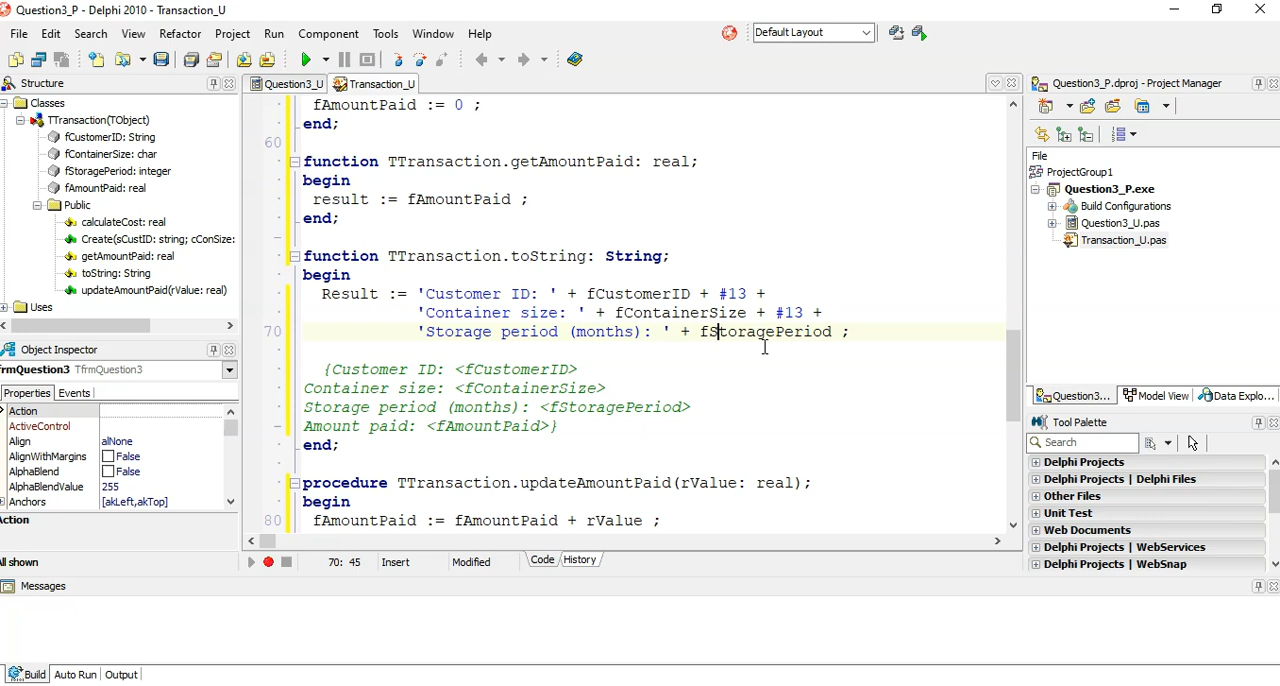 Question3_P - Delphi 2010 - Transaction_U
File Edit Search View Refactor Project Run Component Tools Window Help
Default Layout
Structure
Classes
TTransaction(TObject)
fCustomerID: String
fContainerSize: char
fStoragePeriod: integer
fAmountPaid: real
Public
calculateCost: real
Create(sCustID: string; cConSize:
getAmountPaid: real
toString: String
updateAmountPaid(rValue: real)
Uses
Object Inspector
frmQuestion3 TfrmQuestion3
Properties Events
Action
ActiveControl
Align alNone
AlignWithMargins False
AlphaBlend False
AlphaBlendValue 255
Anchors [akLeft,akTop]
Action
All shown
Question3_U Transaction_U
fAmountPaid := 0 ;
end;
60
function TTransaction.getAmountPaid: real;
begin
result := fAmountPaid ;
end;
function TTransaction.toString: String;
begin
Result := 'Customer ID: ' + fCustomerID + #13 +
'Container size: ' + fContainerSize + #13 +
70 'Storage period (months): ' + fStoragePeriod ;
{Customer ID: <fCustomerID>
Container size: <fContainerSize>
Storage period (months): <fStoragePeriod>
Amount paid: <fAmountPaid>}
end;
procedure TTransaction.updateAmountPaid(rValue: real);
begin
80 fAmountPaid := fAmountPaid + rValue ;
70: 45 Insert Modified Code History
Question3_P.dproj - Project Manager
File
ProjectGroup1
Question3_P.exe
Build Configurations
Question3_U.pas
Transaction_U.pas
Question3... Model View Data Explo...
Tool Palette
Search
Delphi Projects
Delphi Projects | Delphi Files
Other Files
Unit Test
Web Documents
Delphi Projects | WebServices
Delphi Projects | WebSnap
Messages
Build Auto Run Output